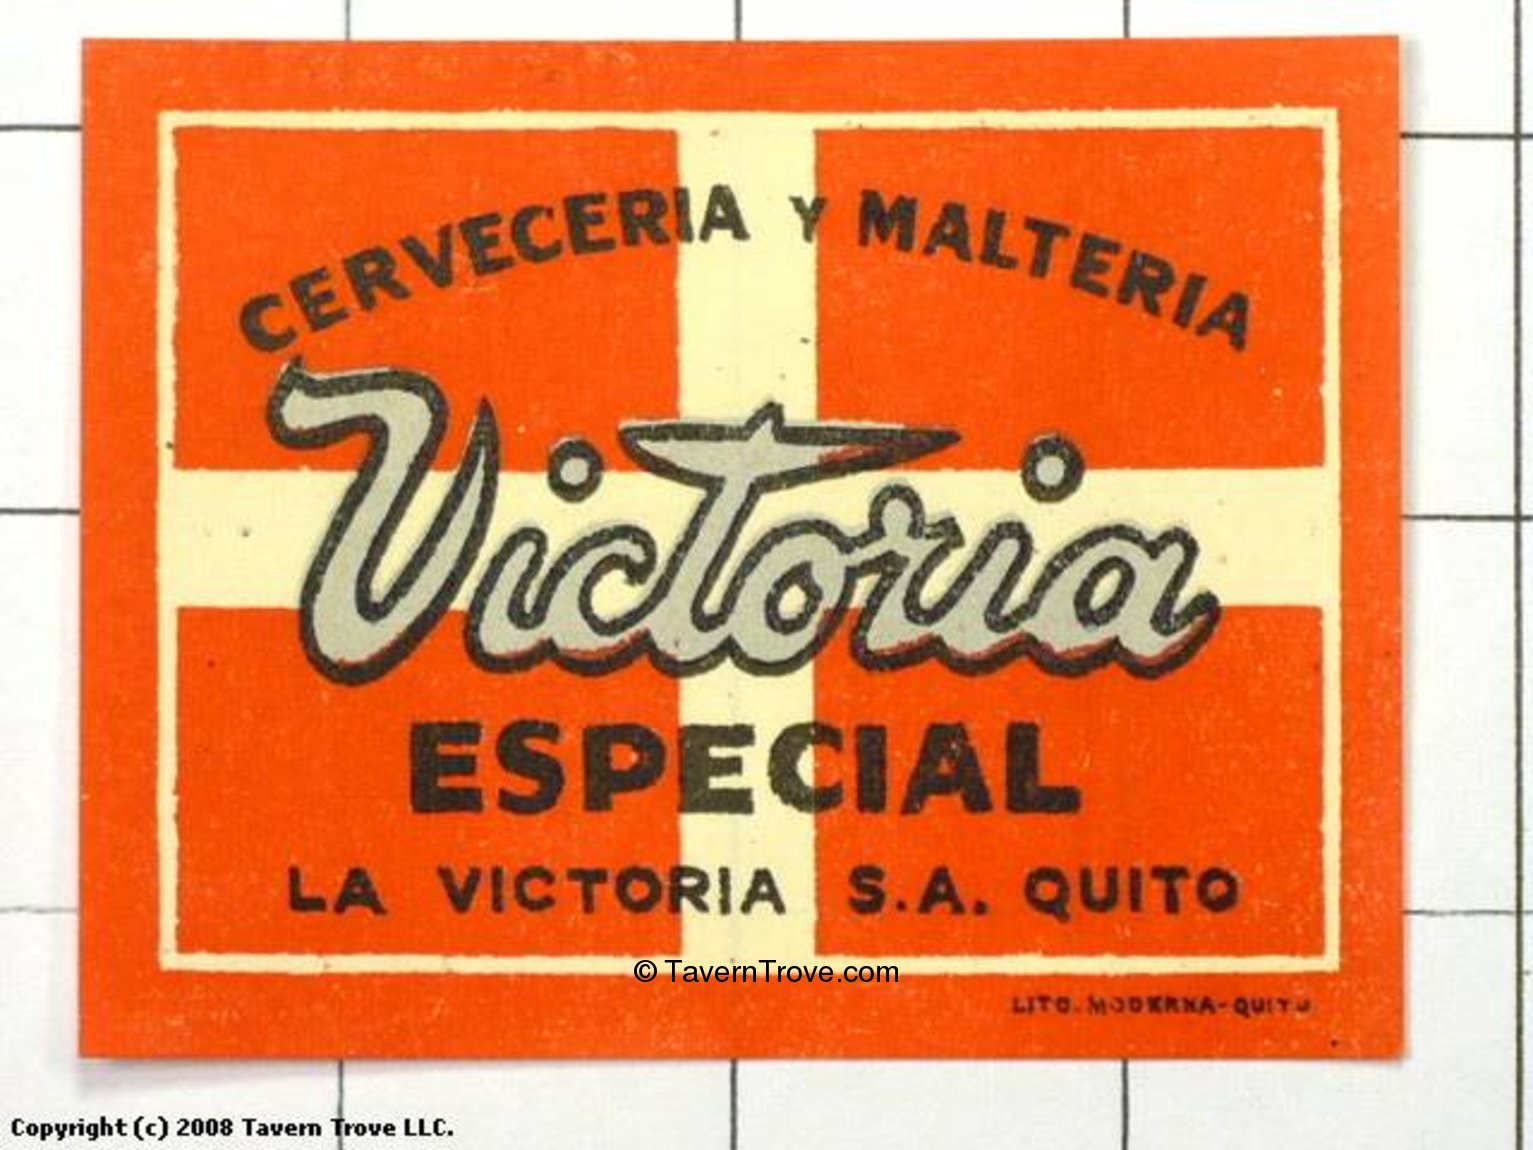 CERVECERIA Y MALTERIA
Victoria
ESPECIAL
LA VICTORIA S.A. QUITO
© TavernTrove.com
LITO. MODERNA-QUITO
Copyright (c) 2008 Tavern Trove LLC.